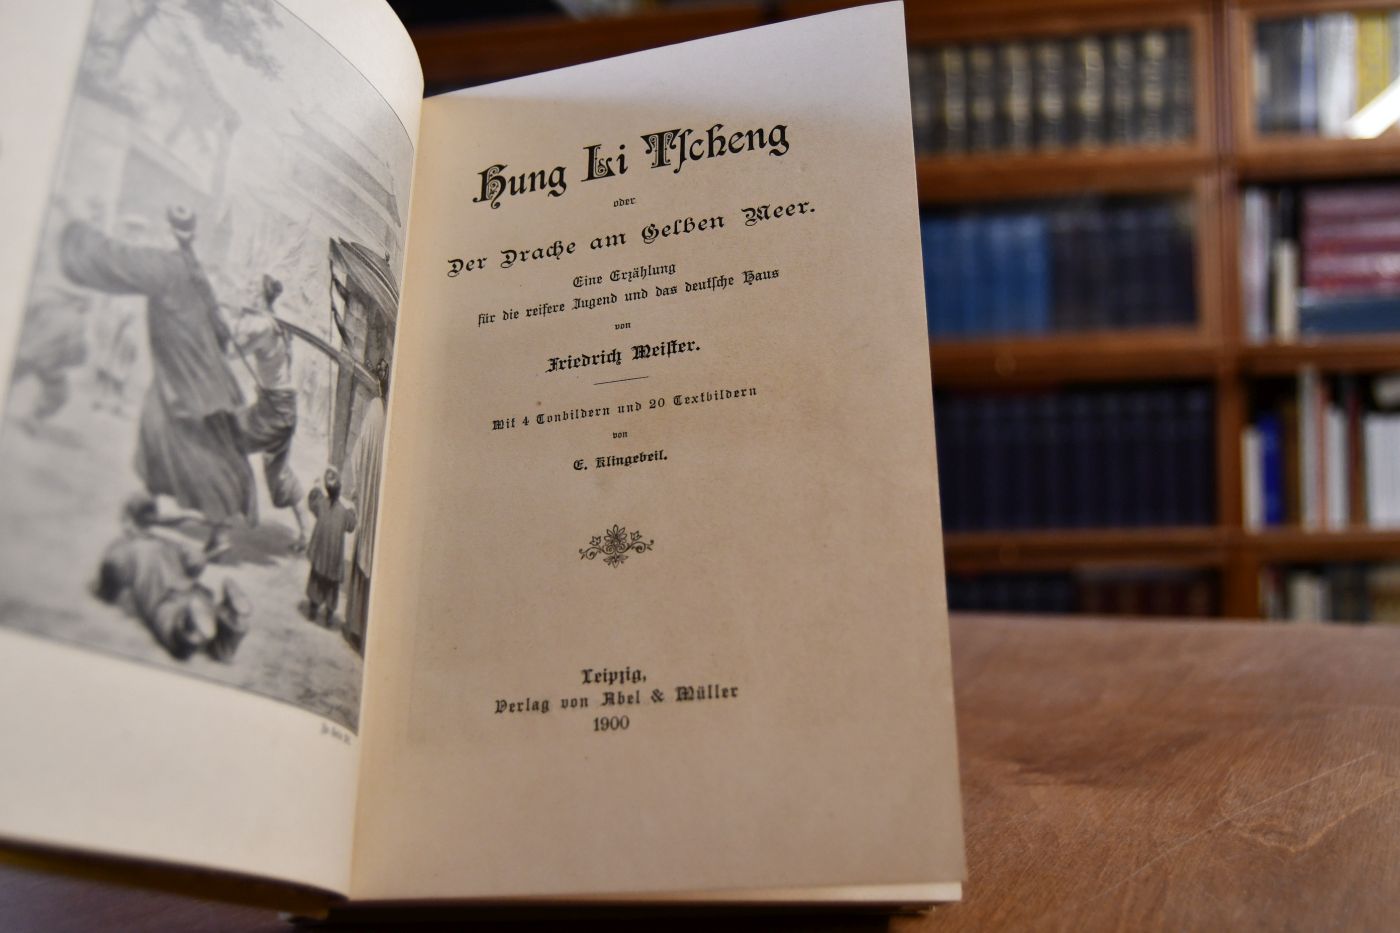 Hung Li Tſcheng
oder
Der Drache am Gelben Meer.
Eine Erzählung
für die reifere Jugend und das deutſche Haus
von
Friedrich Meiſter.
Mit 4 Tonbildern und 20 Textbildern
von
E. Klingebeil.
Leipzig,
Verlag von Abel & Müller
1900